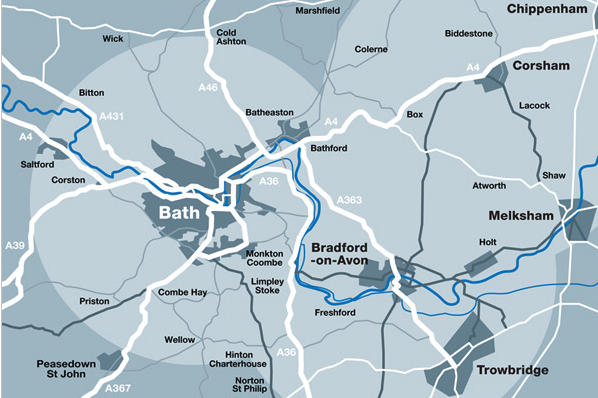 Chippenham
Marshfield
Wick
Cold
Ashton
Biddestone
Colerne
Corsham
A4
Bitton
A46
Lacock
A431
Batheaston
Box
A4
A4
Bathford
Saltford
Shaw
Corston
A36
Atworth
A363
Bath
Melksham
Bradford
-on-Avon
Holt
A39
Monkton
Coombe
Limpley
Stoke
Priston
Combe Hay
Freshford
Wellow
Hinton
Charterhouse
A36
Peasedown
St John
Trowbridge
Norton
St Philip
A367